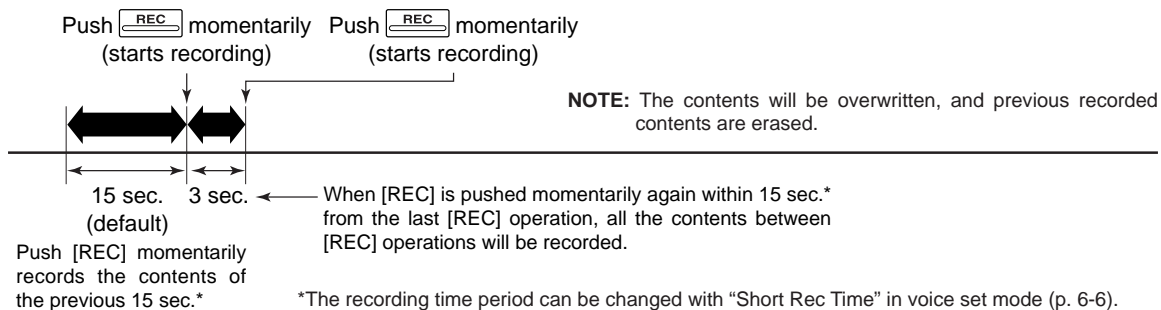 Push REC momentarily
(starts recording)
Push REC momentarily
(starts recording)
NOTE: The contents will be overwritten, and previous recorded
contents are erased.
15 sec.
(default)
3 sec.
Push [REC] momentarily
records the contents of
the previous 15 sec.*
When [REC] is pushed momentarily again within 15 sec.*
from the last [REC] operation, all the contents between
[REC] operations will be recorded.
*The recording time period can be changed with “Short Rec Time” in voice set mode (p. 6-6).